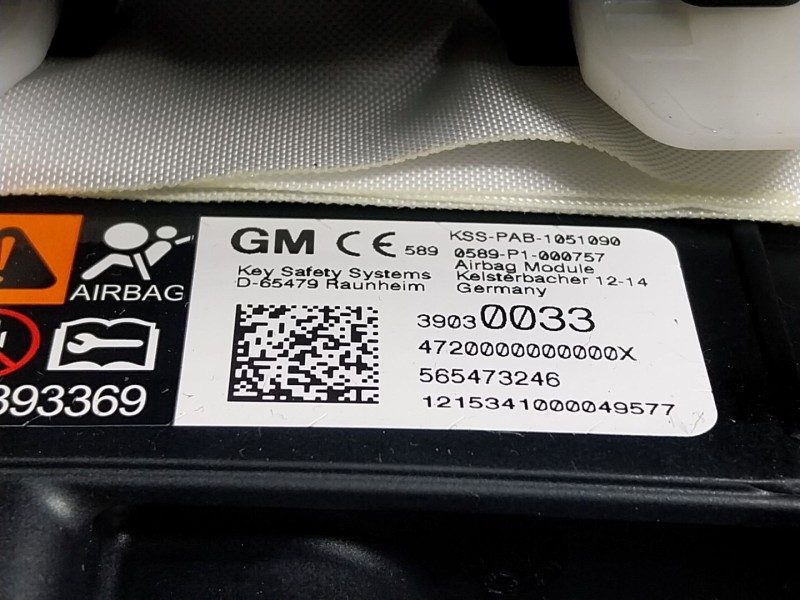 AIRBAG
393369
GM CE 589
Key Safety Systems
D-65479 Raunheim
KSS-PAB-1051090
0589-P1-000757
Airbag Module
Kelsterbacher 12-14
Germany
39030033
4720000000000X
565473246
1215341000049577